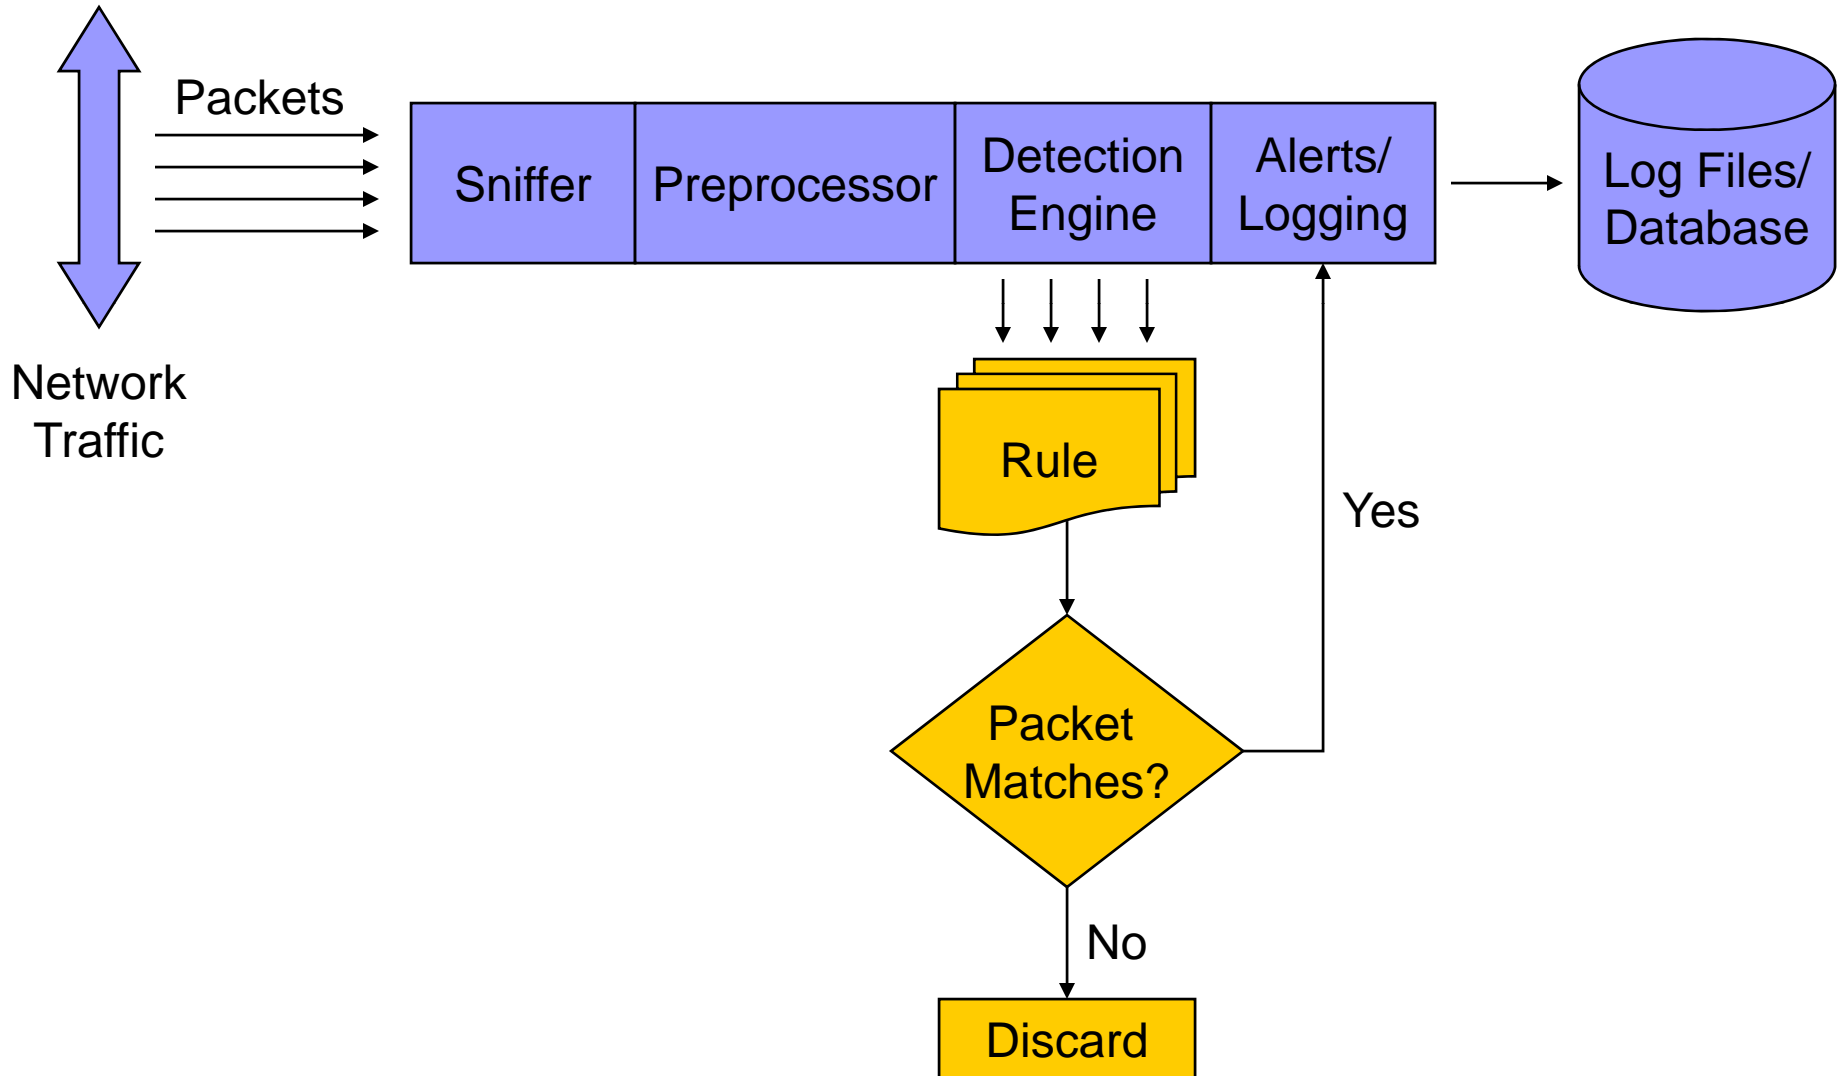 Packets
Network
Traffic
Sniffer
Preprocessor
Detection
Engine
Alerts/
Logging
Log Files/
Database
Rule
Yes
Packet
Matches?
No
Discard